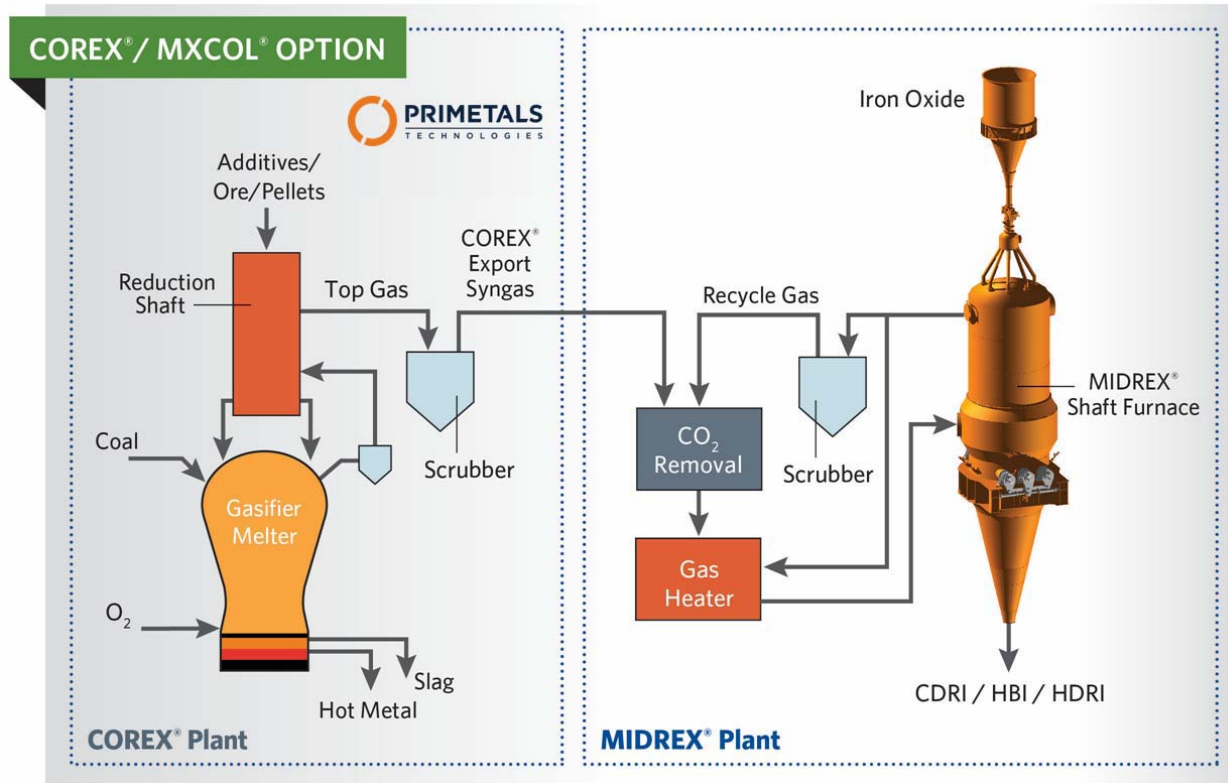 COREX®/ MXCOL® OPTION
PRIMETALS
TECHNOLOGIES
Additives/
Ore/Pellets
Reduction
Shaft
Top Gas
COREX®
Export
Syngas
Scrubber
Coal
Gasifier
Melter
O₂
Slag
Hot Metal
COREX® Plant
Iron Oxide
Recycle Gas
MIDREX®
Shaft Furnace
CO₂
Removal
Scrubber
Gas
Heater
CDRI / HBI / HDRI
MIDREX® Plant